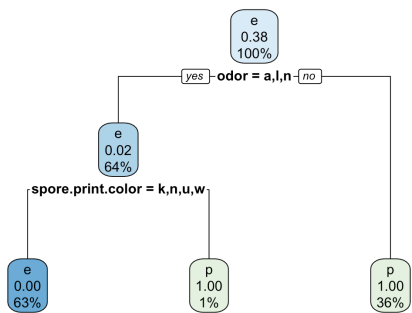 e
0.38
100%
yes odor = a,l,n no
e
0.02
64%
spore.print.color = k,n,u,w
e
0.00
63%
p
1.00
1%
p
1.00
36%